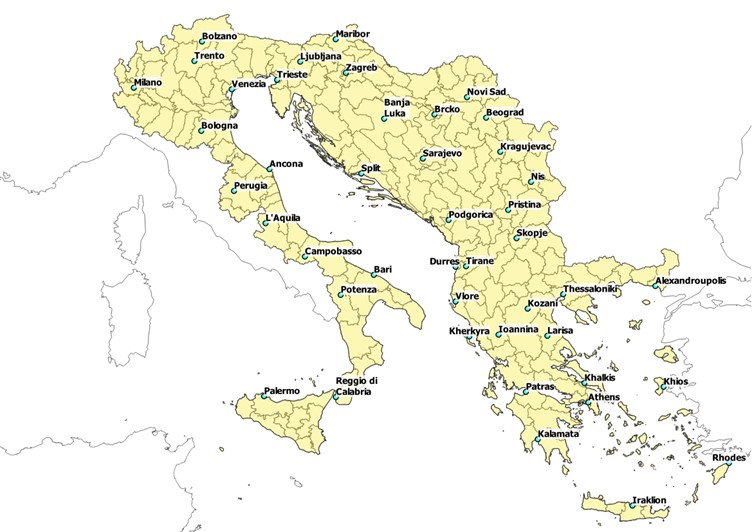 Maribor
Bolzano
Trento
Ljubljana
Zagreb
Trieste
Milano
Venezia
Novi Sad
Banja
Luka
Brcko
Beograd
Bologna
Kragujevac
Sarajevo
Ancona
Split
Nis
Perugia
Pristina
L'Aquila
Podgorica
Skopje
Campobasso
Durres
Tirane
Bari
Alexandroupolis
Potenza
Thessaloniki
Vlore
Kozani
Kherkyra
Ioannina
Larisa
Reggio di
Calabria
Khalkis
Khios
Palermo
Patras
Athens
Kalamata
Rhodes
Iraklion